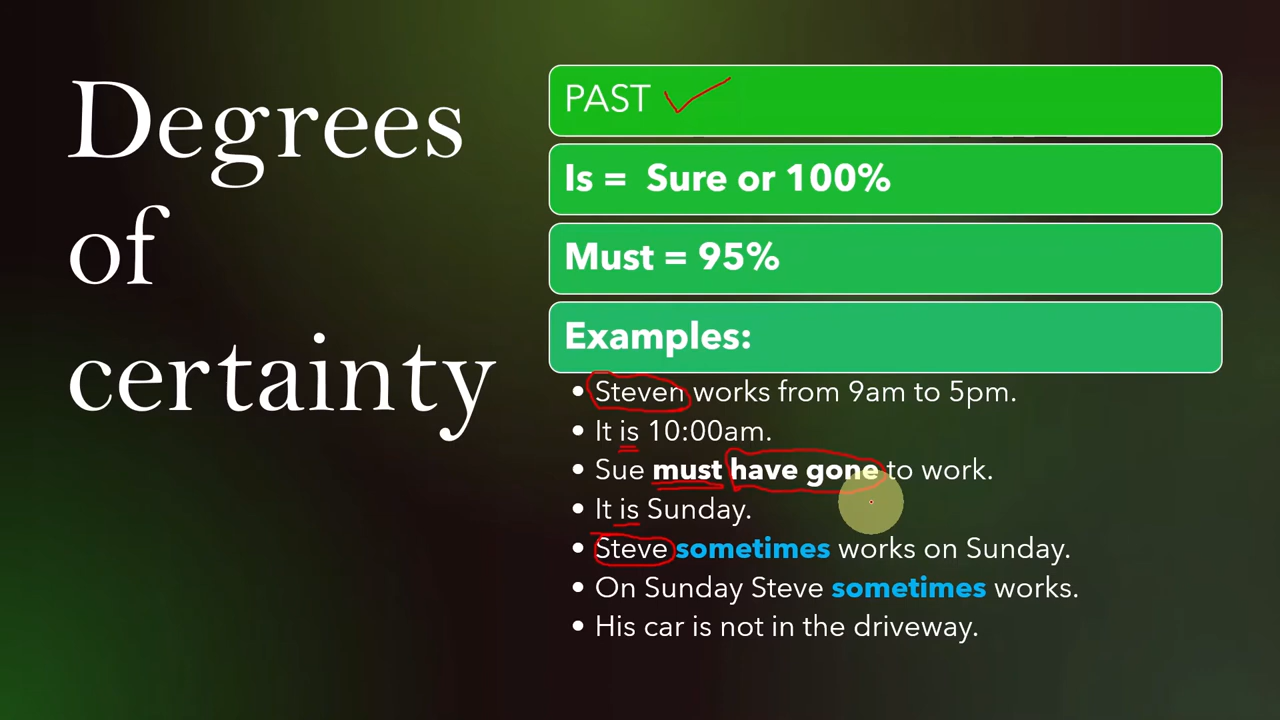 Degrees
of
certainty
PAST
Is = Sure or 100%
Must = 95%
Examples:
• Steven works from 9am to 5pm.
• It is 10:00am.
• Sue must have gone to work.
• It is Sunday.
• Steve sometimes works on Sunday.
• On Sunday Steve sometimes works.
• His car is not in the driveway.